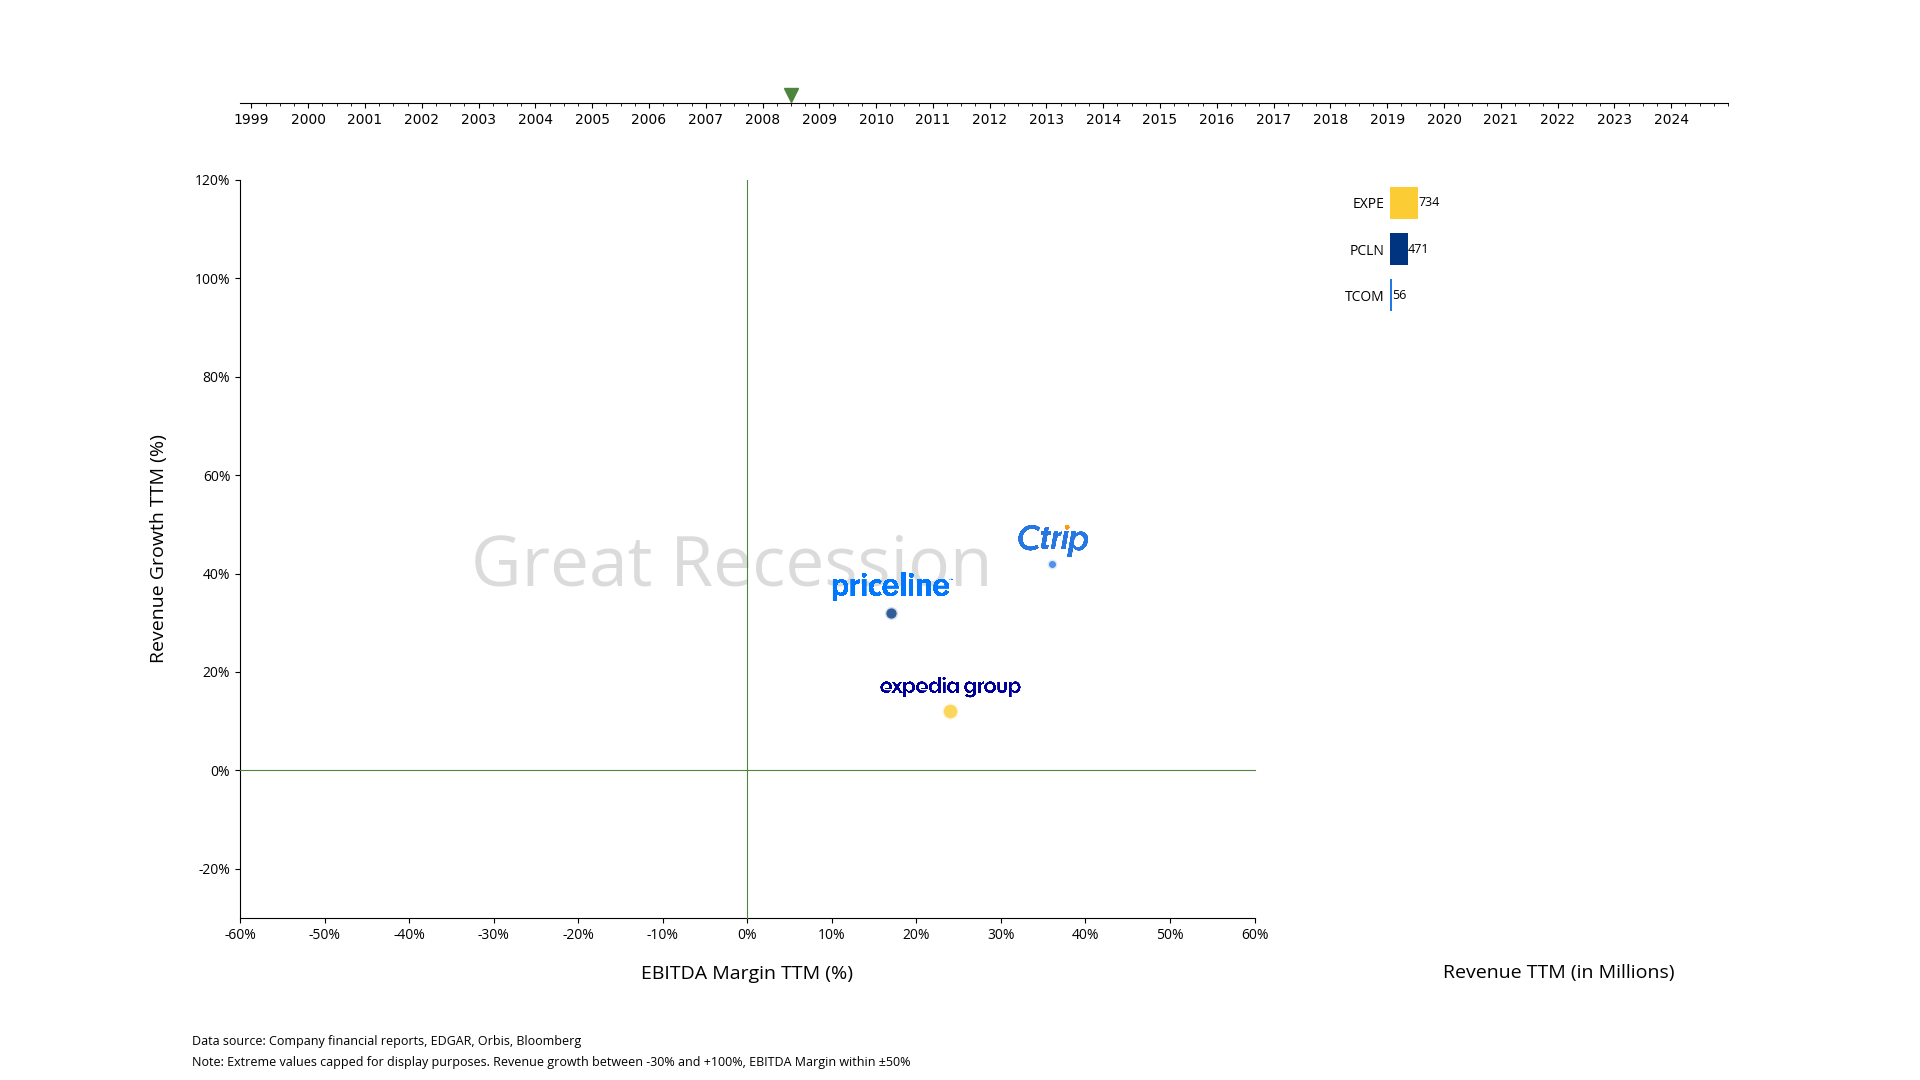 1999 2000 2001 2002 2003 2004 2005 2006 2007 2008 2009 2010 2011 2012 2013 2014 2015 2016 2017 2018 2019 2020 2021 2022 2023 2024
120%
100%
80%
60%
40%
20%
0%
-20%
Revenue Growth TTM (%)
Great Recession
Ctrip
priceline
expedia group
-60% -50% -40% -30% -20% -10% 0% 10% 20% 30% 40% 50% 60%
EBITDA Margin TTM (%)
EXPE 734
PCLN 471
TCOM 56
Revenue TTM (in Millions)
Data source: Company financial reports, EDGAR, Orbis, Bloomberg
Note: Extreme values capped for display purposes. Revenue growth between -30% and +100%, EBITDA Margin within ±50%